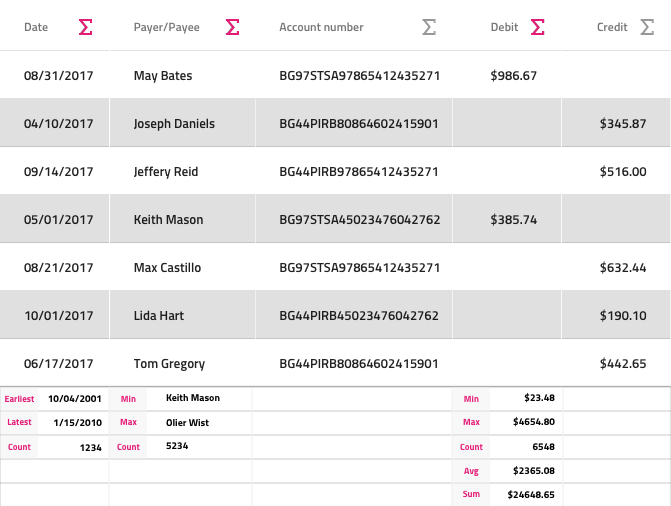 Date Σ Payer/Payee Σ Account number Σ Debit Σ Credit Σ
08/31/2017 May Bates BG97STSA97865412435271 $986.67
04/10/2017 Joseph Daniels BG44PIRB80864602415901 $345.87
09/14/2017 Jeffery Reid BG44PIRB97865412435271 $516.00
05/01/2017 Keith Mason BG97STSA45023476042762 $385.74
08/21/2017 Max Castillo BG97STSA97865412435271 $632.44
10/01/2017 Lida Hart BG44PIRB45023476042762 $190.10
06/17/2017 Tom Gregory BG44PIRB80864602415901 $442.65
Earliest 10/04/2001 Min Keith Mason Min $23.48
Latest 1/15/2010 Max Olier Wist Max $4654.80
Count 1234 Count 5234 Count 6548
Avg $2365.08
Sum $24648.65